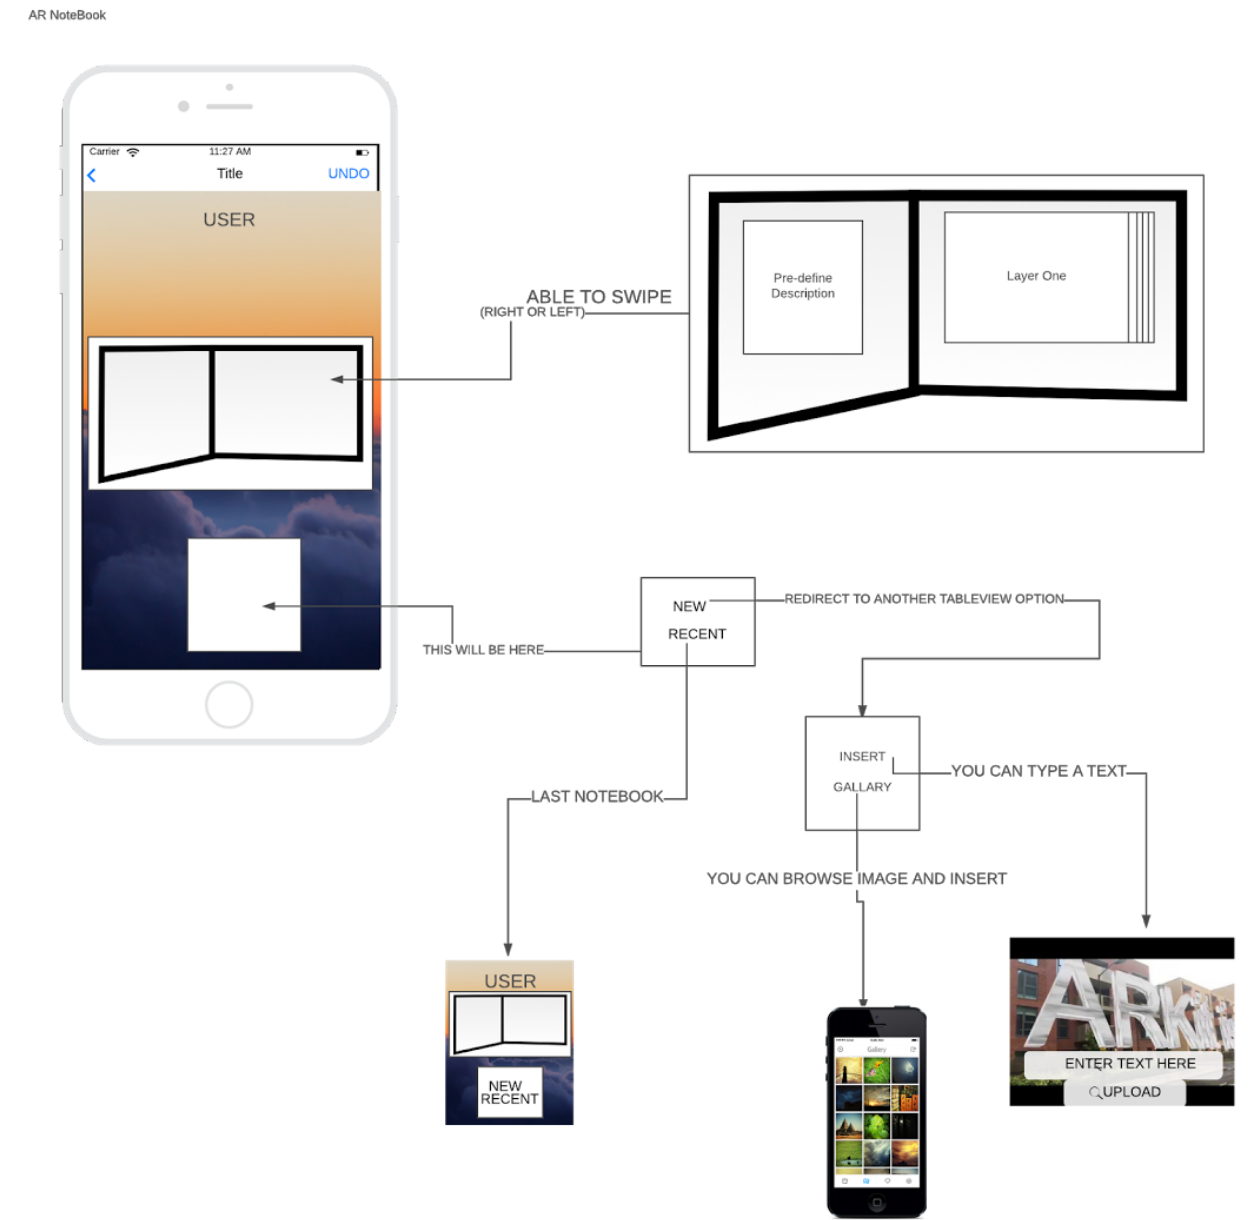 AR NoteBook
Carrier
11:27 AM
Title
UNDO
USER
ABLE TO SWIPE
(RIGHT OR LEFT)
Pre-define
Description
Layer One
NEW
RECENT
REDIRECT TO ANOTHER TABLEVIEW OPTION
THIS WILL BE HERE
INSERT
GALLARY
YOU CAN TYPE A TEXT
LAST NOTEBOOK
YOU CAN BROWSE IMAGE AND INSERT
USER
NEW
RECENT
Gallery
ARKit
ENTER TEXT HERE
UPLOAD